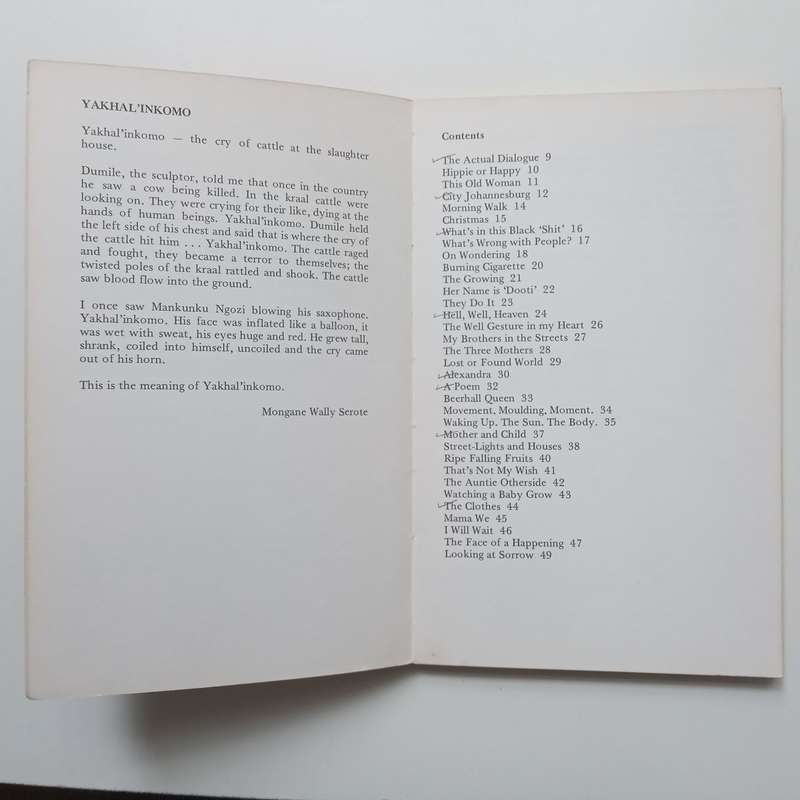 YAKHAL'INKOMO
Yakhal'inkomo — the cry of cattle at the slaughter
house.
Dumile, the sculptor, told me that once in the country
he saw a cow being killed. In the kraal cattle were
looking on. They were crying for their like, dying at the
hands of human beings. Yakhal'inkomo. Dumile held
the left side of his chest and said that is where the cry of
the cattle hit him . . . Yakhal'inkomo. The cattle raged
and fought, they became a terror to themselves; the
twisted poles of the kraal rattled and shook. The cattle
saw blood flow into the ground.
I once saw Mankunku Ngozi blowing his saxophone.
Yakhal'inkomo. His face was inflated like a balloon, it
was wet with sweat, his eyes huge and red. He grew tall,
shrank, coiled into himself, uncoiled and the cry came
out of his horn.
This is the meaning of Yakhal'inkomo.
Mongane Wally Serote
Contents
The Actual Dialogue 9
Hippie or Happy 10
This Old Woman 11
City Johannesburg 12
Morning Walk 14
Christmas 15
What's in this Black 'Shit' 16
What's Wrong with People? 17
On Wondering 18
Burning Cigarette 20
The Growing 21
Her Name is 'Dooti' 22
They Do It 23
Hell, Well, Heaven 24
The Well Gesture in my Heart 26
My Brothers in the Streets 27
The Three Mothers 28
Lost or Found World 29
Alexandra 30
A Poem 32
Beerhall Queen 33
Movement, Moulding, Moment. 34
Waking Up. The Sun. The Body. 35
Mother and Child 37
Street-Lights and Houses 38
Ripe Falling Fruits 40
That's Not My Wish 41
The Auntie Otherside 42
Watching a Baby Grow 43
The Clothes 44
Mama We 45
I Will Wait 46
The Face of a Happening 47
Looking at Sorrow 49